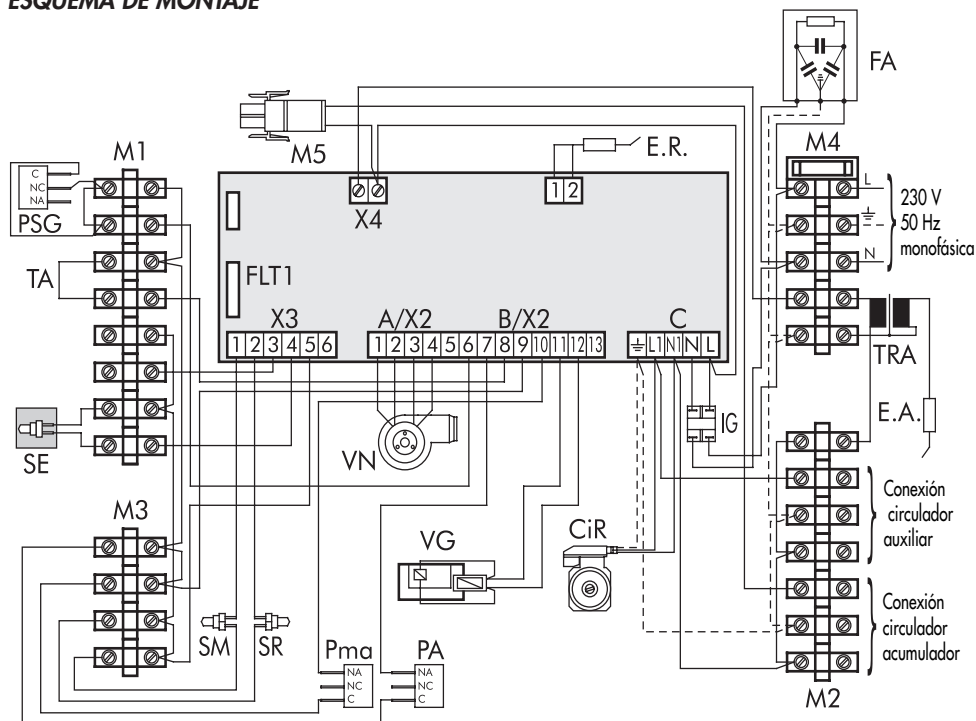 ESQUEMA DE MONTAJE
FA
M5
E.R.
M1
M4
C
NC
NA
PSG
X4
1 2
L
N
230 V
50 Hz
monofásica
TA
FLT1
X3
A/X2
B/X2
C
1 2 3 4 5 6
1 2 3 4 5 6 7 8 9 10 11 12 13
L1 N1 N L
TRA
IG
E.A.
SE
VN
M3
VG
CiR
Conexión
circulador
auxiliar
SM
SR
Pma
PA
NA
NC
C
NA
NC
C
Conexión
circulador
acumulador
M2